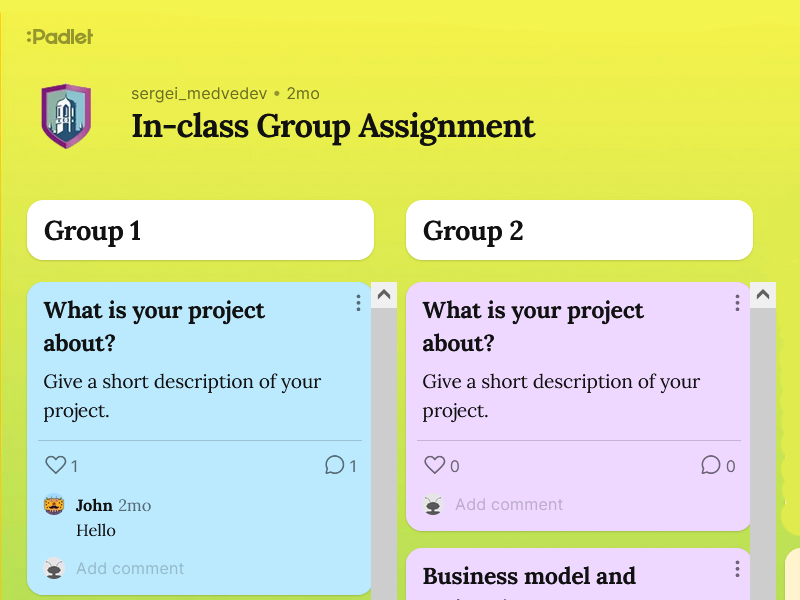 :Padlet
sergei_medvedev • 2mo
In-class Group Assignment
Group 1
What is your project
about?
Give a short description of your
project.
1
1
John 2mo
Hello
Add comment
Group 2
What is your project
about?
Give a short description of your
project.
0
0
Add comment
Business model and